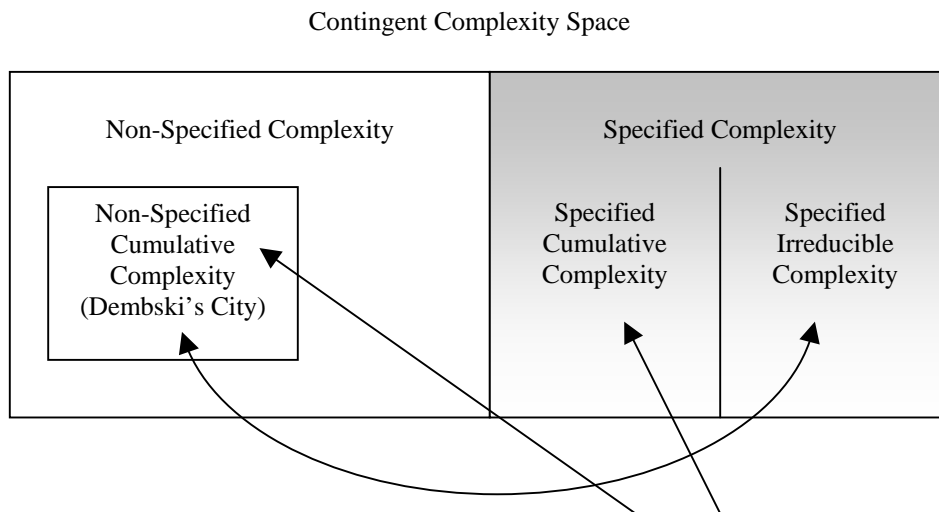 Contingent Complexity Space
Non-Specified Complexity
Specified Complexity
Non-Specified
Cumulative
Complexity
(Dembski’s City)
Specified
Cumulative
Complexity
Specified
Irreducible
Complexity